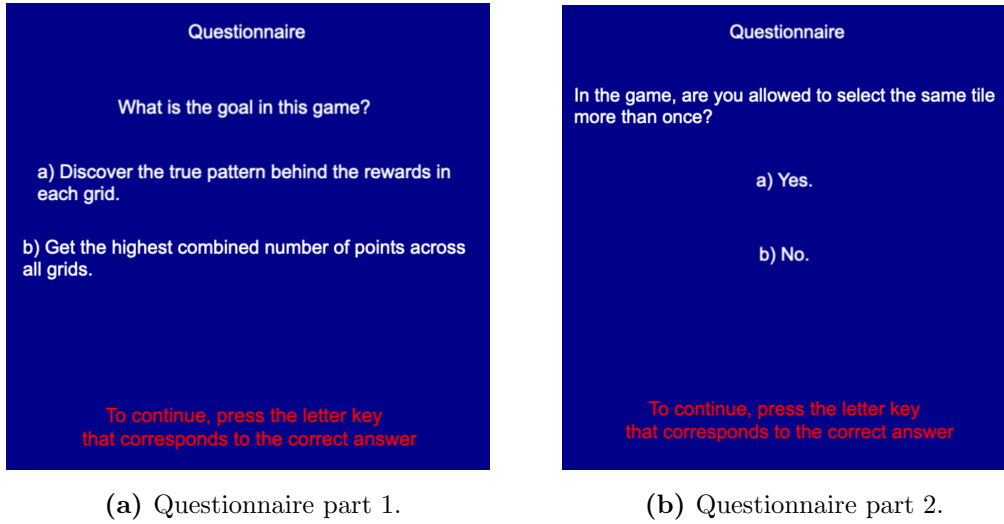 Questionnaire
What is the goal in this game?
a) Discover the true pattern behind the rewards in
each grid.
b) Get the highest combined number of points across
all grids.
To continue, press the letter key
that corresponds to the correct answer
(a) Questionnaire part 1.
Questionnaire
In the game, are you allowed to select the same tile
more than once?
a) Yes.
b) No.
To continue, press the letter key
that corresponds to the correct answer
(b) Questionnaire part 2.